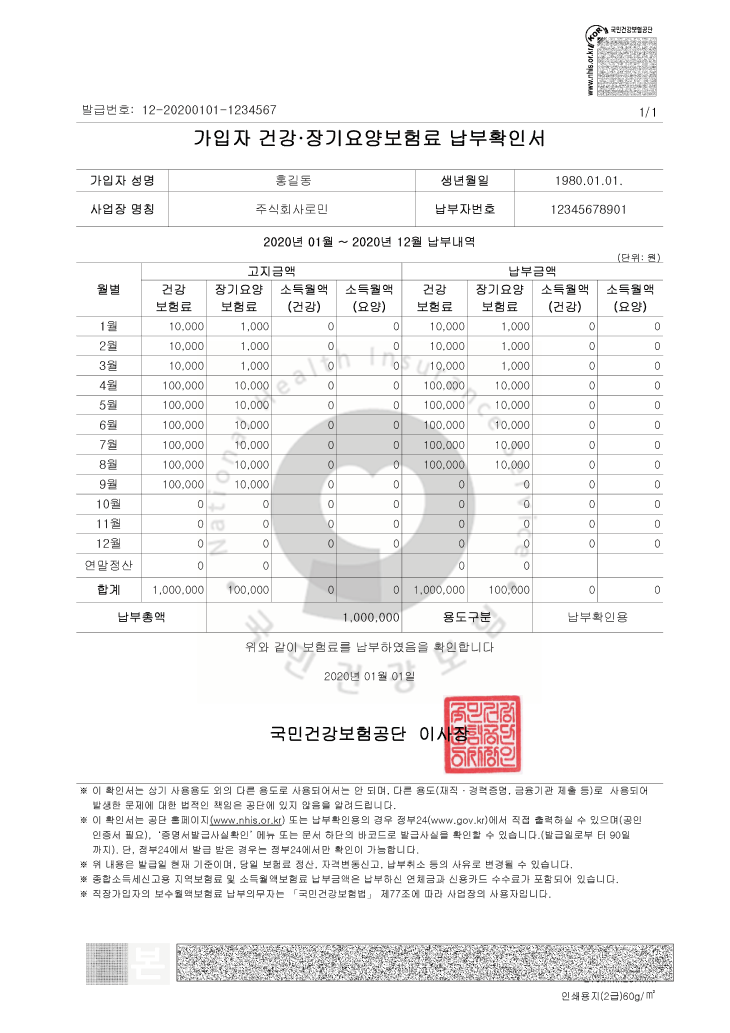 국민건강보험공단
KOR
www.nhis.or.kr
발급번호: 12-20200101-1234567
1/1
가입자 건강·장기요양보험료 납부확인서
가입자 성명 홍길동 생년월일 1980.01.01.
사업장 명칭 주식회사로민 납부자번호 12345678901
2020년 01월 ~ 2020년 12월 납부내역
(단위: 원)
월별 고지금액 납부금액
건강 보험료 장기요양 보험료 소득월액 (건강) 소득월액 (요양) 건강 보험료 장기요양 보험료 소득월액 (건강) 소득월액 (요양)
1월 10,000 1,000 0 0 10,000 1,000 0 0
2월 10,000 1,000 0 0 10,000 1,000 0 0
3월 10,000 1,000 0 0 10,000 1,000 0 0
4월 100,000 10,000 0 0 100,000 10,000 0 0
5월 100,000 10,000 0 0 100,000 10,000 0 0
6월 100,000 10,000 0 0 100,000 10,000 0 0
7월 100,000 10,000 0 0 100,000 10,000 0 0
8월 100,000 10,000 0 0 100,000 10,000 0 0
9월 100,000 10,000 0 0 0 0 0 0
10월 0 0 0 0 0 0 0 0
11월 0 0 0 0 0 0 0 0
12월 0 0 0 0 0 0 0 0
연말정산 0 0 0 0
합계 1,000,000 100,000 0 0 1,000,000 100,000 0 0
납부총액 1,000,000 용도구분 납부확인용
National Health Insurance Service
국민건강보험
위와 같이 보험료를 납부하였음을 확인합니다
2020년 01월 01일
국민건강보험공단 이사장
※ 이 확인서는 상기 사용용도 외의 다른 용도로 사용되어서는 안 되며, 다른 용도(재직·경력증명, 금융기관 제출 등)로 사용되어
발생한 문제에 대한 법적인 책임은 공단에 있지 않음을 알려드립니다.
※ 이 확인서는 공단 홈페이지(www.nhis.or.kr) 또는 납부확인용의 경우 정부24(www.gov.kr)에서 직접 출력하실 수 있으며(공인
인증서 필요), ‘증명서발급사실확인’ 메뉴 또는 문서 하단의 바코드로 발급사실을 확인할 수 있습니다.(발급일로부 터 90일
까지). 단, 정부24에서 발급 받은 경우는 정부24에서만 확인이 가능합니다.
※ 위 내용은 발급일 현재 기준이며, 당일 보험료 정산, 자격변동신고, 납부취소 등의 사유로 변경될 수 있습니다.
※ 종합소득세신고용 지역보험료 및 소득월액보험료 납부금액은 납부하신 연체금과 신용카드 수수료가 포함되어 있습니다.
※ 직장가입자의 보수월액보험료 납부의무자는 「국민건강보험법」 제77조에 따라 사업장의 사용자입니다.
본
인쇄용지(2급)60g/㎡